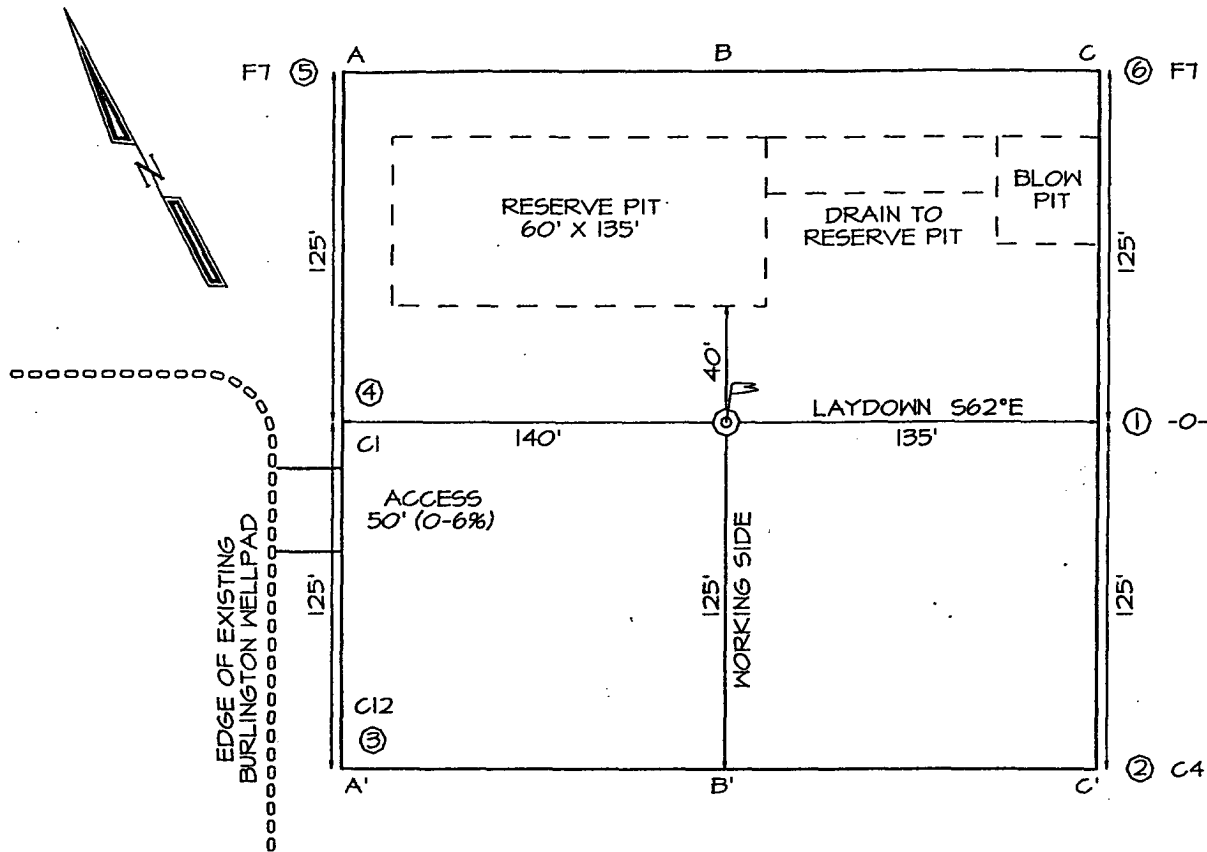 A B C
F7 ⑤ ⑥ F7
N
RESERVE PIT
60' X 135'
DRAIN TO
RESERVE PIT
BLOW
PIT
125'
125'
40'
④
LAYDOWN S62°E
① -0-
C1
140'
135'
ACCESS
50' (0-6%)
EDGE OF EXISTING
BURLINGTON WELLPAD
125'
125'
WORKING SIDE
125'
C12
③
② C4
A' B' C'